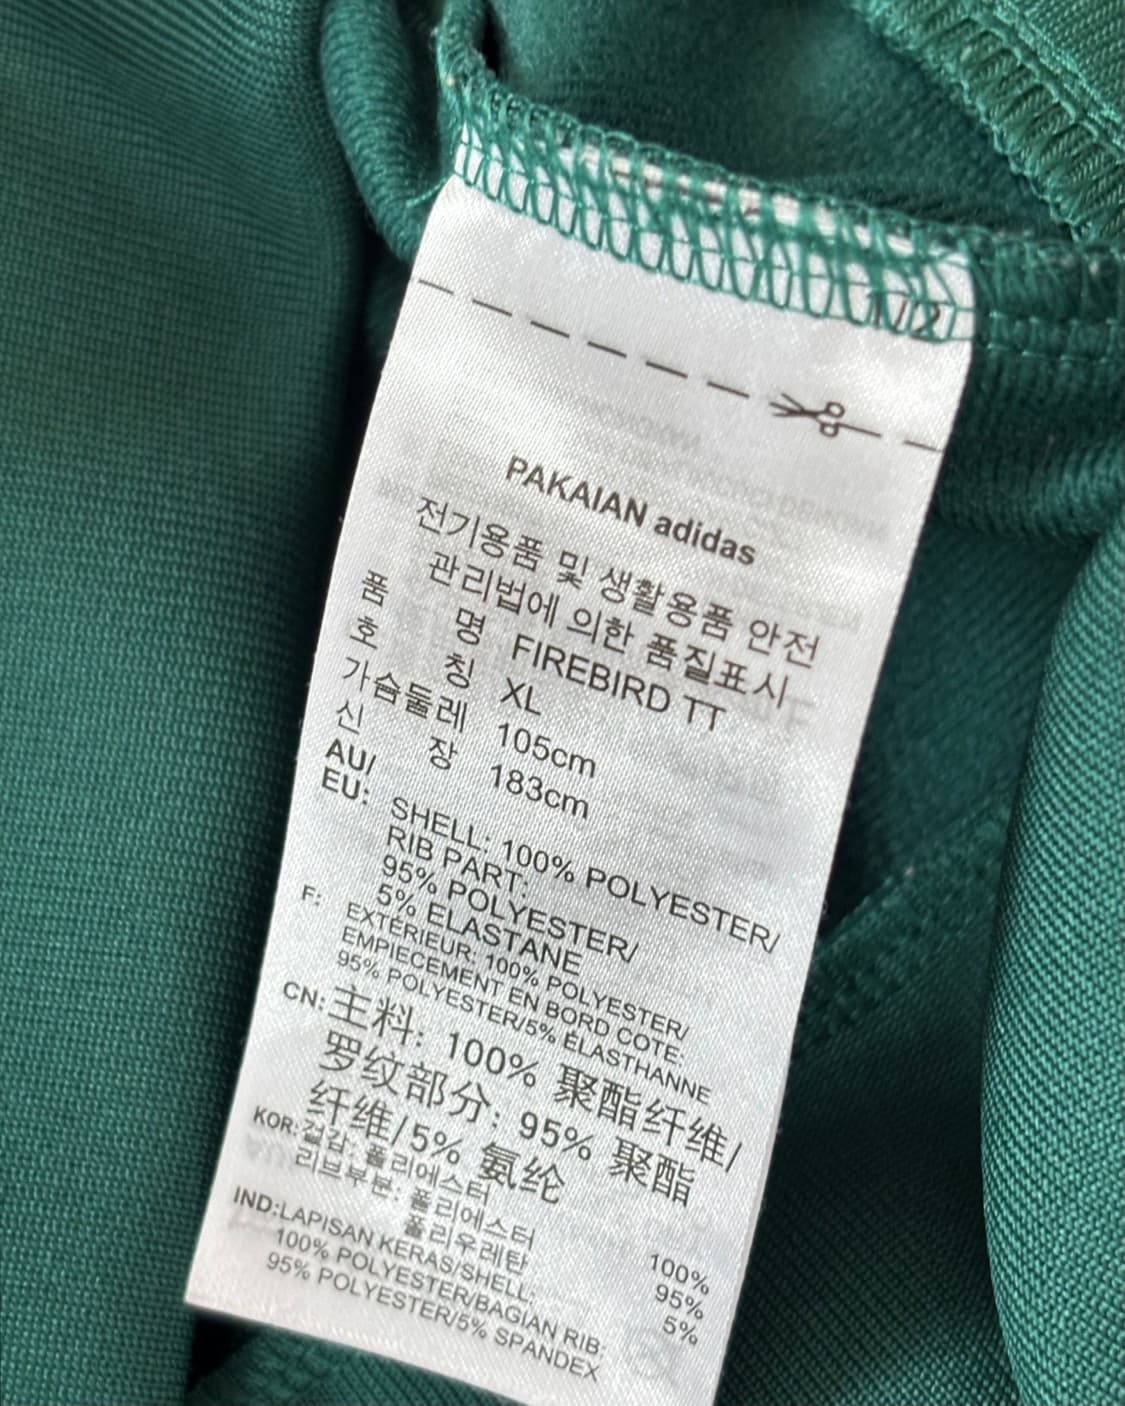 1/2
PAKAIAN adidas
전기용품 및 생활용품 안전
관리법에 의한 품질표시
품 명 FIREBIRD TT
호 칭 XL
가슴둘레 105cm
신 장 183cm
AU/
EU: SHELL: 100% POLYESTER/
RIB PART:
95% POLYESTER/
5% ELASTANE
F: EXTÉRIEUR: 100% POLYESTER/
EMPIECEMENT EN BORD COTE:
95% POLYESTER/5% ÉLASTHANNE
CN: 主料: 100% 聚酯纤维/
罗纹部分: 95% 聚酯
纤维/5% 氨纶
KOR: 겉감: 폴리에스터 100%
리브부분: 폴리에스터 95%
폴리우레탄 5%
IND:LAPISAN KERAS/SHELL:
100% POLYESTER/BAGIAN RIB:
95% POLYESTER/5% SPANDEX